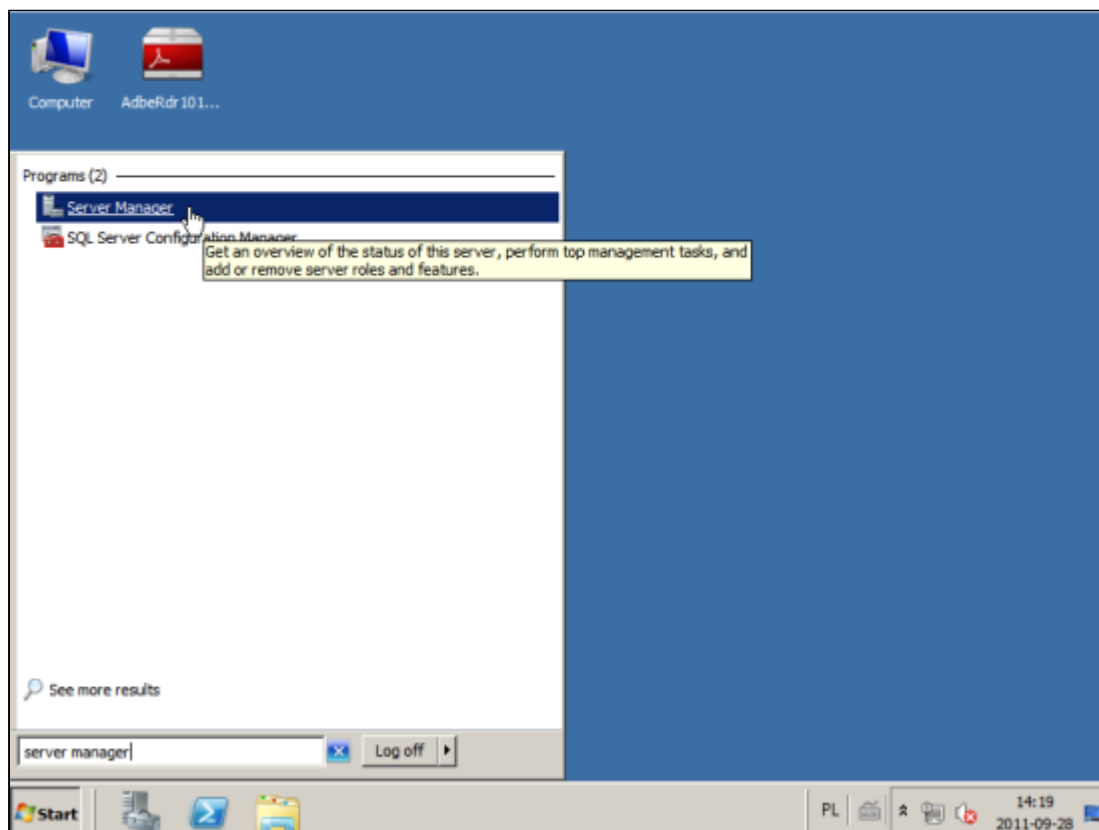 Computer
AdbeRdr101...
Programs (2)
Server Manager
SQL Server Configuration Manager
Get an overview of the status of this server, perform top management tasks, and
add or remove server roles and features.
See more results
server manager
Log off
Start
PL
14:19
2011-09-28